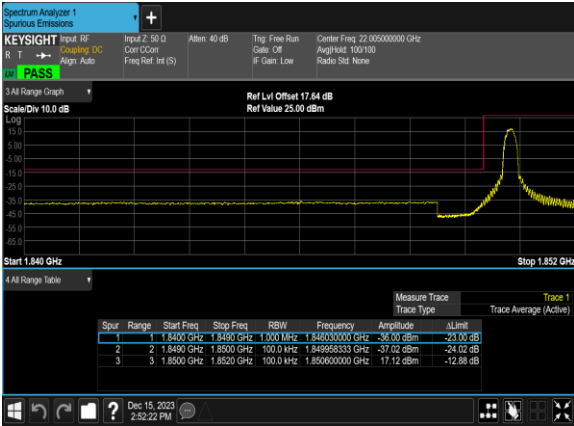 Spectrum Analyzer 1
Spurious Emissions
+
KEYSIGHT Input: RF Input Z: 50 Ω Atten: 40 dB Trig: Free Run Center Freq: 22.005000000 GHz
R T Coupling: DC Corr CCorr Gate: Off Avg|Hold: 100/100
Align: Auto Freq Ref: Int (S) IF Gain: Low Radio Std: None
PASS
3 All Range Graph Ref Lvl Offset 17.64 dB
Scale/Div 10.0 dB Ref Value 25.00 dBm
Log
15.0
5.00
-5.00
-15.0
-25.0
-35.0
-45.0
-55.0
-65.0
Start 1.840 GHz Stop 1.852 GHz
4 All Range Table
Measure Trace Trace 1
Trace Type Trace Average (Active)
Spur Range Start Freq Stop Freq RBW Frequency Amplitude ΔLimit
1 1 1.8400 GHz 1.8490 GHz 1.000 MHz 1.846030000 GHz -36.00 dBm -23.00 dB
2 2 1.8490 GHz 1.8500 GHz 100.0 kHz 1.849958333 GHz -37.02 dBm -24.02 dB
3 3 1.8500 GHz 1.8520 GHz 100.0 kHz 1.850600000 GHz 17.12 dBm -12.88 dB
? Dec 15, 2023
2:52:22 PM